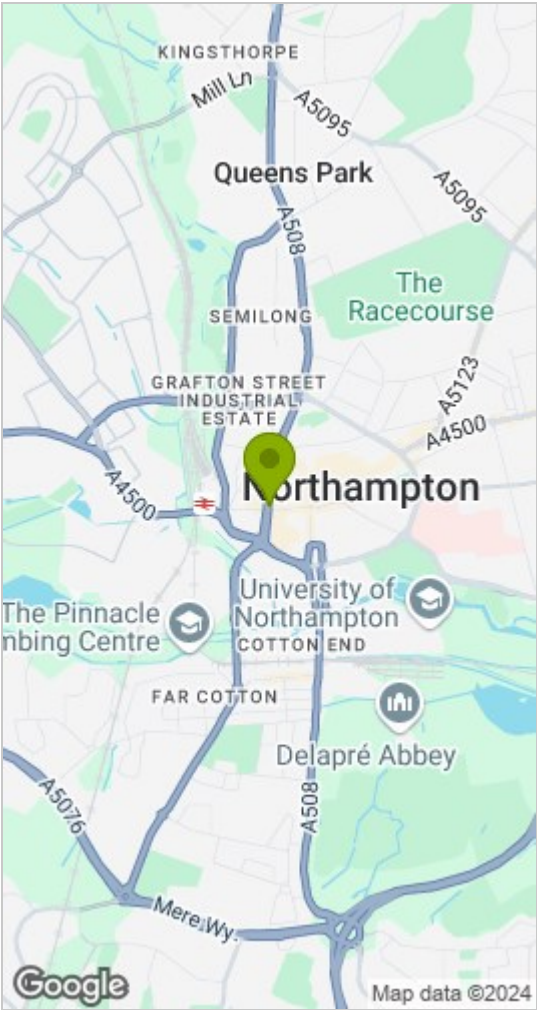 KINGSTHORPE
Mill Ln
A5095
Queens Park
A5095
A508
The
Racecourse
SEMILONG
A5123
GRAFTON STREET
INDUSTRIAL
ESTATE
A4500
A4500
Northampton
University of
Northampton
The Pinnacle
mbing Centre
COTTON END
FAR COTTON
Delapré Abbey
A5076
A508
Mere Wy.
Google
Map data ©2024